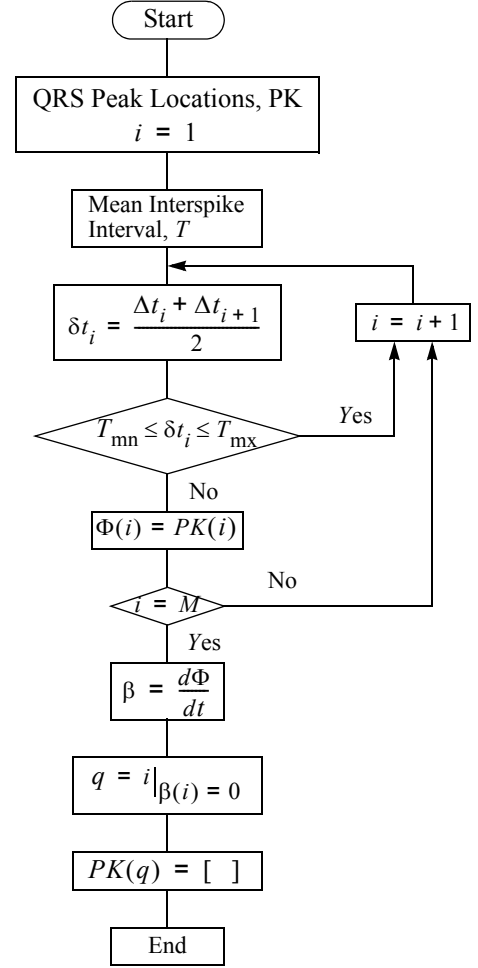 Start
QRS Peak Locations, PK
i = 1
Mean Interspike
Interval, T
δt_i = (Δt_i + Δt_{i+1}) / 2
i = i + 1
T_mn ≤ δt_i ≤ T_mx
Yes
No
Φ(i) = PK(i)
i = M
No
Yes
β = dΦ/dt
q = i|_{β(i) = 0}
PK(q) = [ ]
End